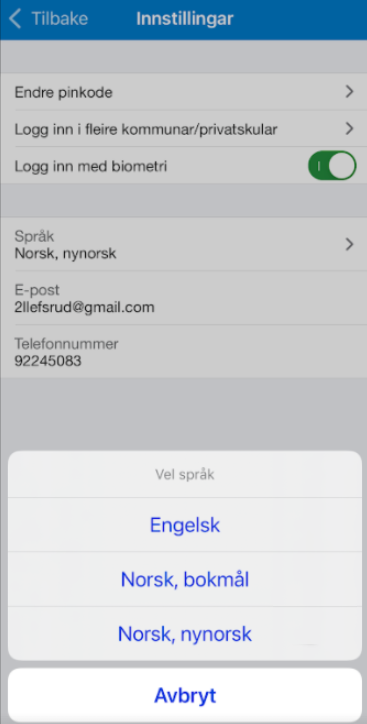 Tilbake Innstillingar
Endre pinkode
Logg inn i fleire kommunar/privatskular
Logg inn med biometri
Språk
Norsk, nynorsk
E-post
2llefsrud@gmail.com
Telefonnummer
92245083
Vel språk
Engelsk
Norsk, bokmål
Norsk, nynorsk
Avbryt